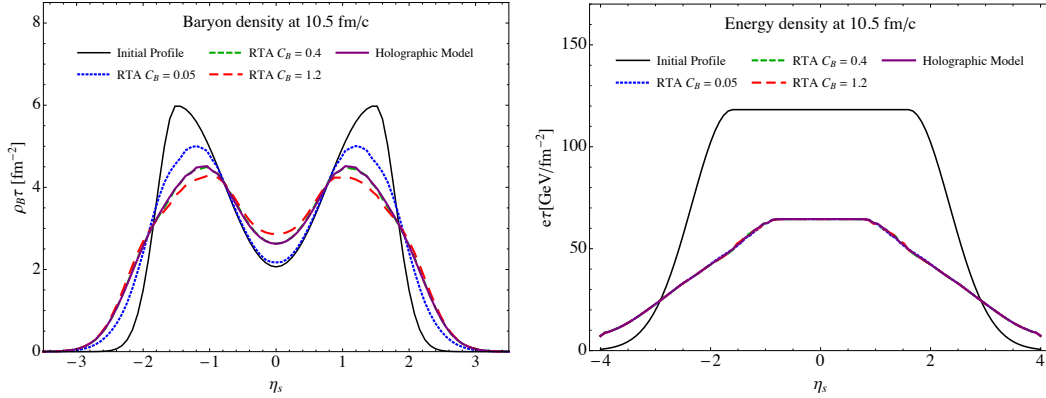 Baryon density at 10.5 fm/c
Initial Profile
RTA C_B = 0.4
Holographic Model
RTA C_B = 0.05
RTA C_B = 1.2
ρ_Bτ [fm⁻²]
8
6
4
2
0
−3
−2
−1
0
1
2
3
η_s
Energy density at 10.5 fm/c
Initial Profile
RTA C_B = 0.4
Holographic Model
RTA C_B = 0.05
RTA C_B = 1.2
eτ[GeV/fm⁻²]
150
100
50
0
−4
−2
0
2
4
η_s